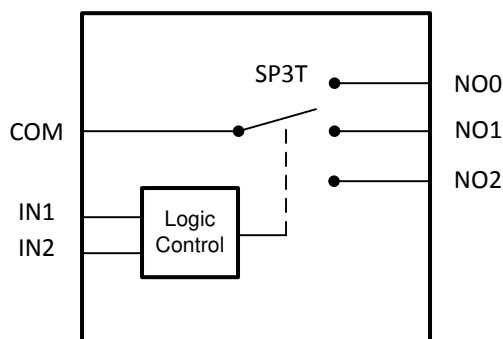 SP3T
NO0
COM
NO1
NO2
IN1
Logic
Control
IN2